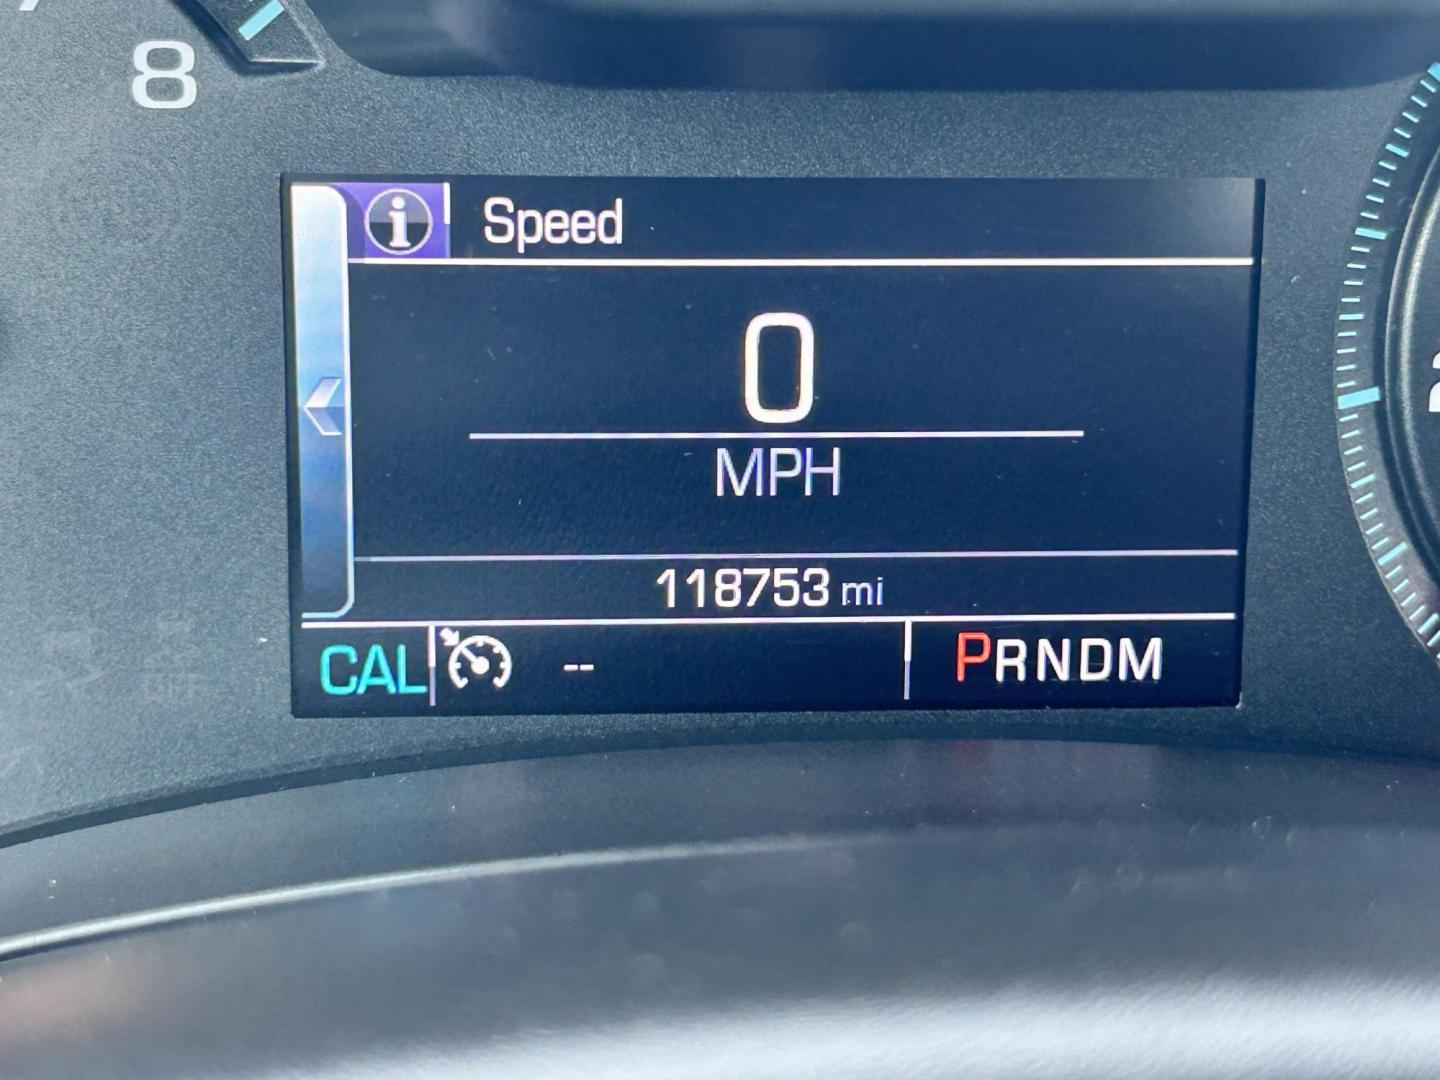 8
Speed
0
MPH
118753 mi
CAL -- PRNDM